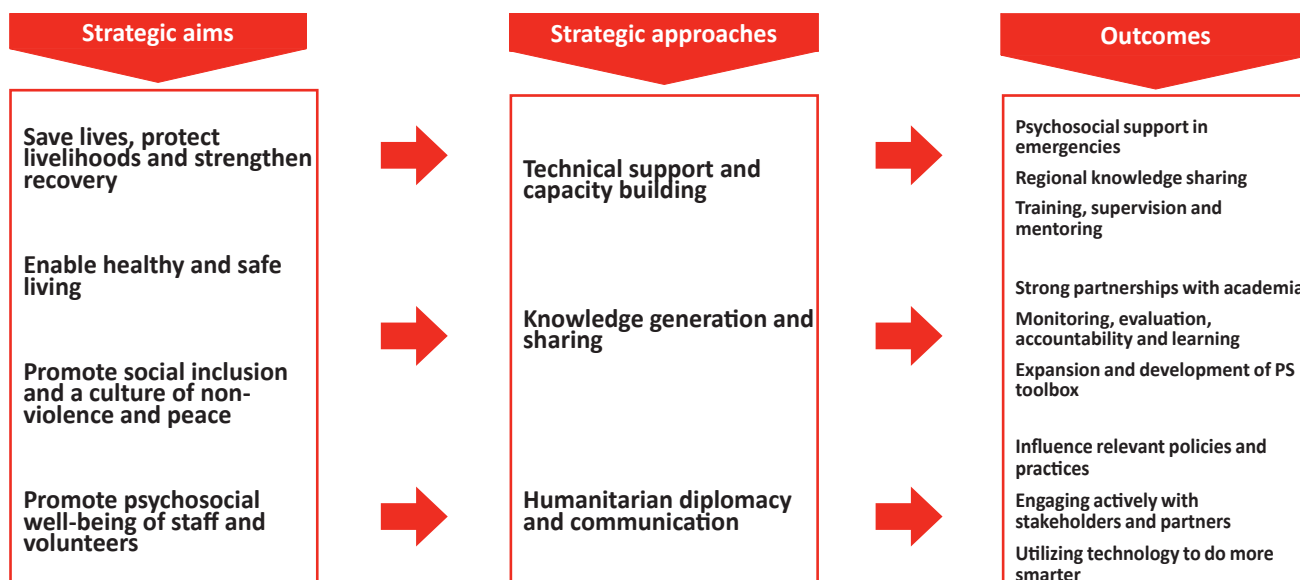 Strategic aims
Save lives, protect
livelihoods and strengthen
recovery
Enable healthy and safe
living
Promote social inclusion
and a culture of non-
violence and peace
Promote psychosocial
well-being of staff and
volunteers
Strategic approaches
Technical support and
capacity building
Knowledge generation and
sharing
Humanitarian diplomacy
and communication
Outcomes
Psychosocial support in
emergencies
Regional knowledge sharing
Training, supervision and
mentoring
Strong partnerships with academia
Monitoring, evaluation,
accountability and learning
Expansion and development of PS
toolbox
Influence relevant policies and
practices
Engaging actively with
stakeholders and partners
Utilizing technology to do more
smarter